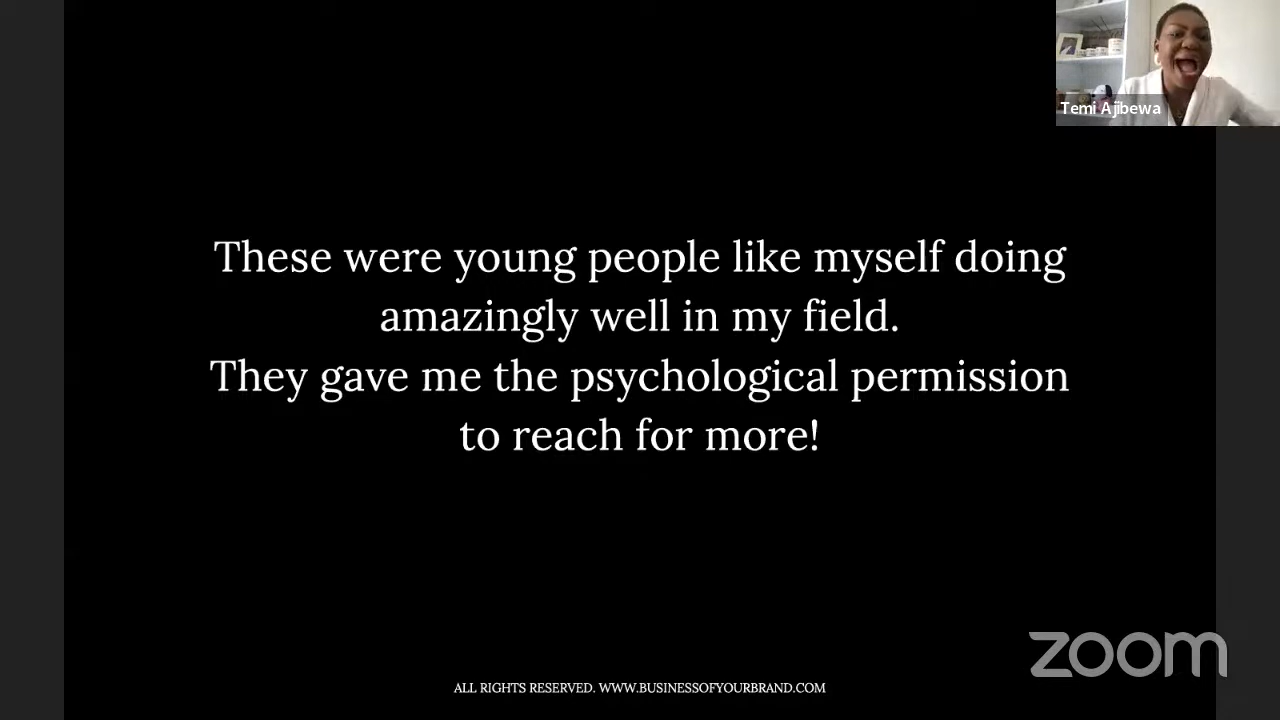 Temi Ajibewa
These were young people like myself doing
amazingly well in my field.
They gave me the psychological permission
to reach for more!
zoom
ALL RIGHTS RESERVED. WWW.BUSINESSOFYOURBRAND.COM